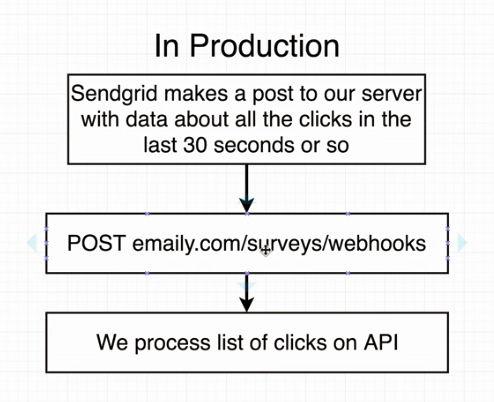 In Production
Sendgrid makes a post to our server
with data about all the clicks in the
last 30 seconds or so
POST emaily.com/surveys/webhooks
We process list of clicks on API